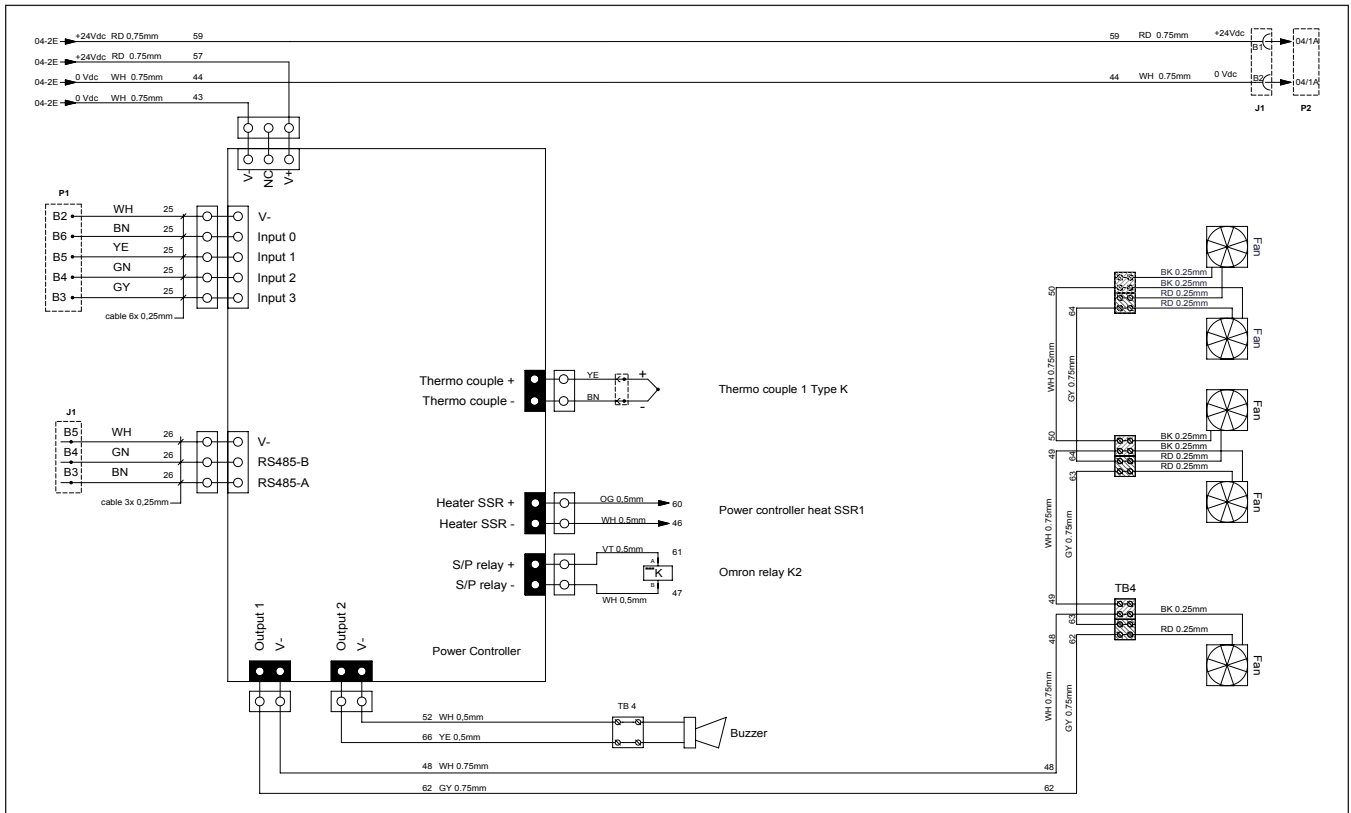 04-2E +24Vdc RD 0,75mm 59 59 RD 0.75mm +24Vdc B1 04/1A
04-2E +24Vdc RD 0.75mm 57
04-2E 0 Vdc WH 0.75mm 44 44 WH 0.75mm 0 Vdc B2 04/1A
04-2E 0 Vdc WH 0.75mm 43
J1 P2
V- NC V+
P1
B2 WH 25 V-
B6 BN 25 Input 0
B5 YE 25 Input 1
B4 GN 25 Input 2
B3 GY 25 Input 3
cable 6x 0,25mm
J1
B5 WH 26 V-
B4 GN 26 RS485-B
B3 BN 26 RS485-A
cable 3x 0,25mm
Thermo couple + YE +
Thermo couple - BN -
Thermo couple 1 Type K
Heater SSR + OG 0,5mm 60
Heater SSR - WH 0.5mm 46
Power controller heat SSR1
S/P relay + VT 0.5mm 61
A
K
B
S/P relay - WH 0,5mm 47
Omron relay K2
Power Controller
Output 1
V-
Output 2
V-
52 WH 0,5mm
66 YE 0,5mm
TB 4
Buzzer
48 WH 0.75mm 48
62 GY 0.75mm 62
Fan
BK 0.25mm
BK 0.25mm
RD 0.25mm
RD 0.25mm
50
64
Fan
WH 0.75mm
GY 0.75mm
Fan
50
49
64
63
BK 0.25mm
BK 0.25mm
RD 0.25mm
RD 0.25mm
Fan
WH 0.75mm
GY 0.75mm
TB4
49
48
63
62
BK 0.25mm
RD 0.25mm
Fan
WH 0.75mm
GY 0.75mm